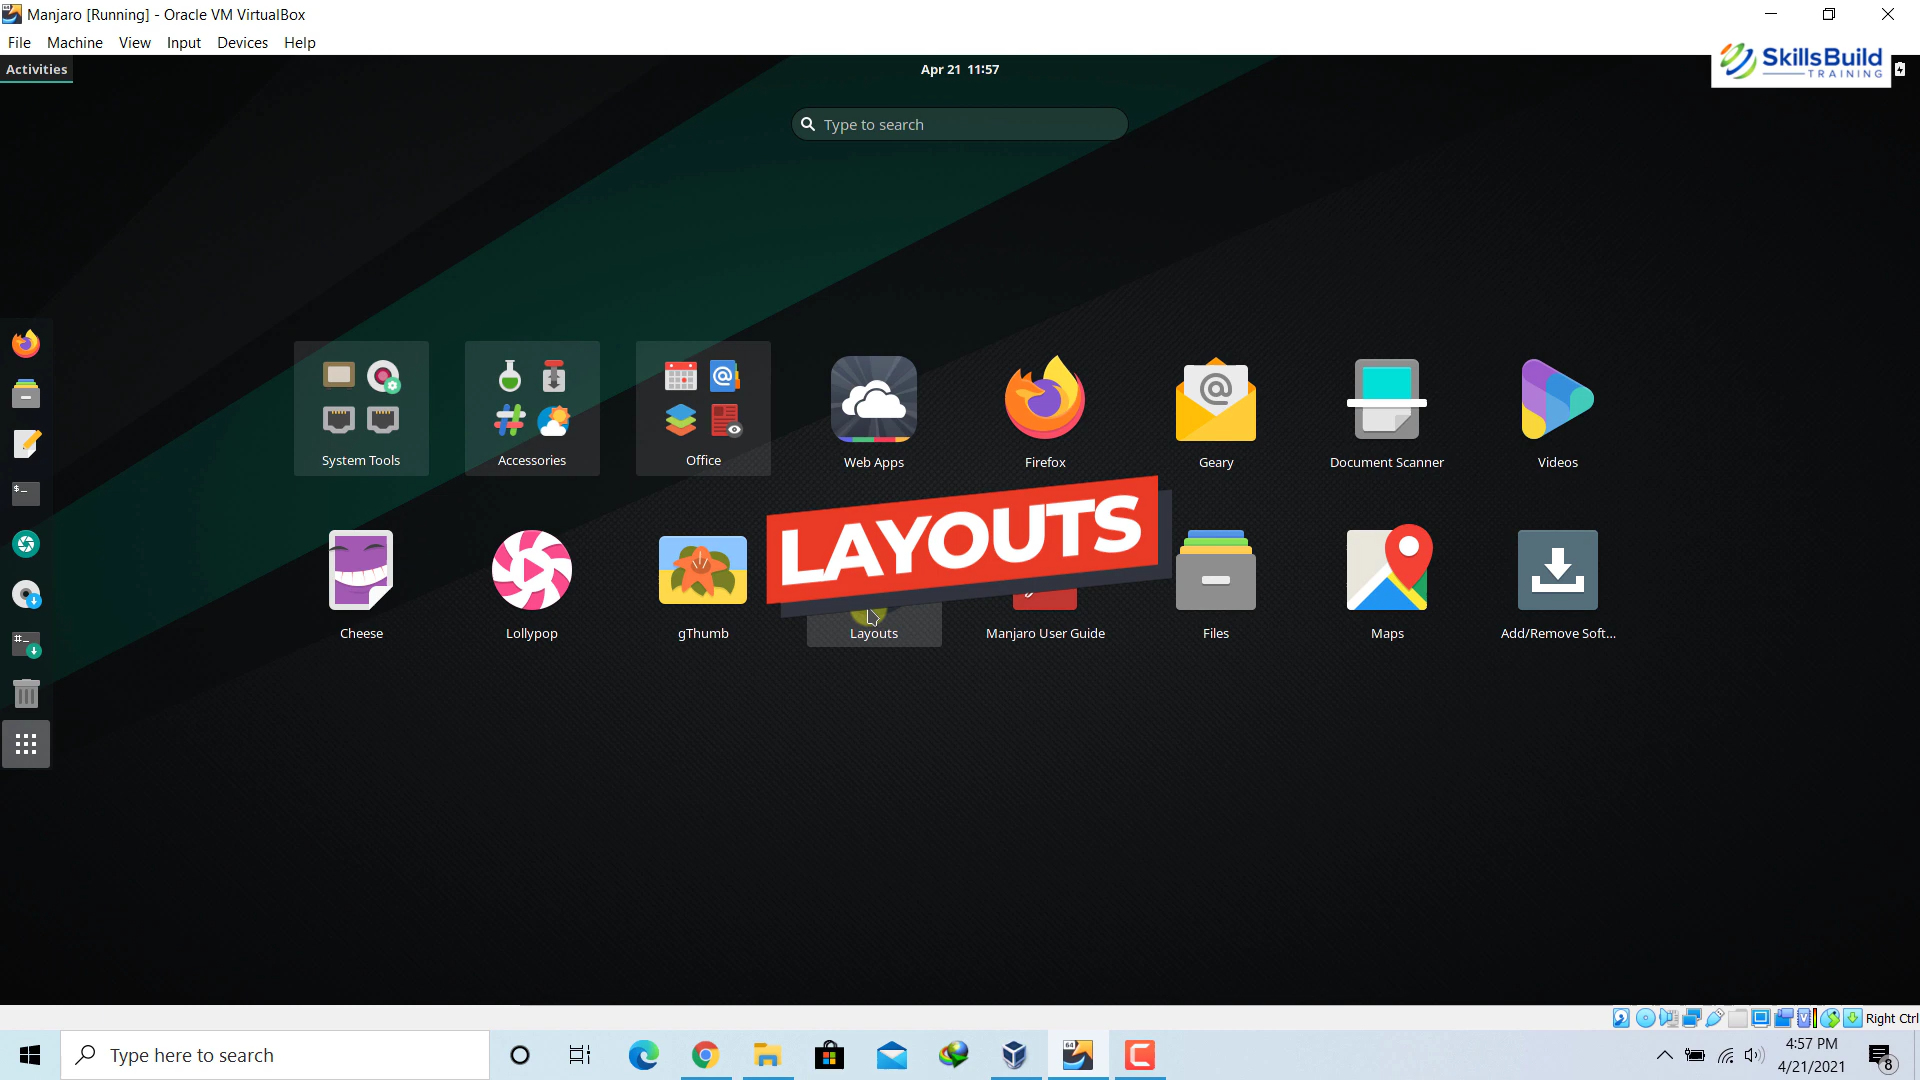 Manjaro [Running] - Oracle VM VirtualBox
File Machine View Input Devices Help
Activities
Apr 21 11:57
SkillsBuild
TRAINING
Type to search
System Tools
Accessories
Office
Web Apps
Firefox
Geary
Document Scanner
Videos
LAYOUTS
Cheese
Lollypop
gThumb
Layouts
Manjaro User Guide
Files
Maps
Add/Remove Soft...
Right Ctrl
Type here to search
64
4:57 PM
4/21/2021
8